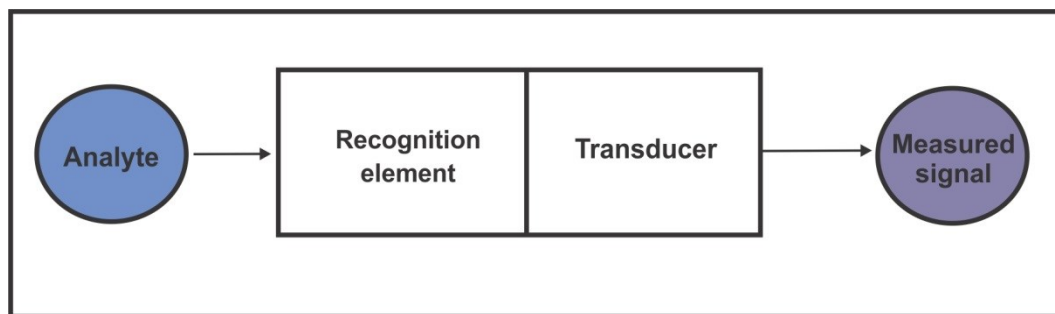 Analyte
Recognition
element
Transducer
Measured
signal